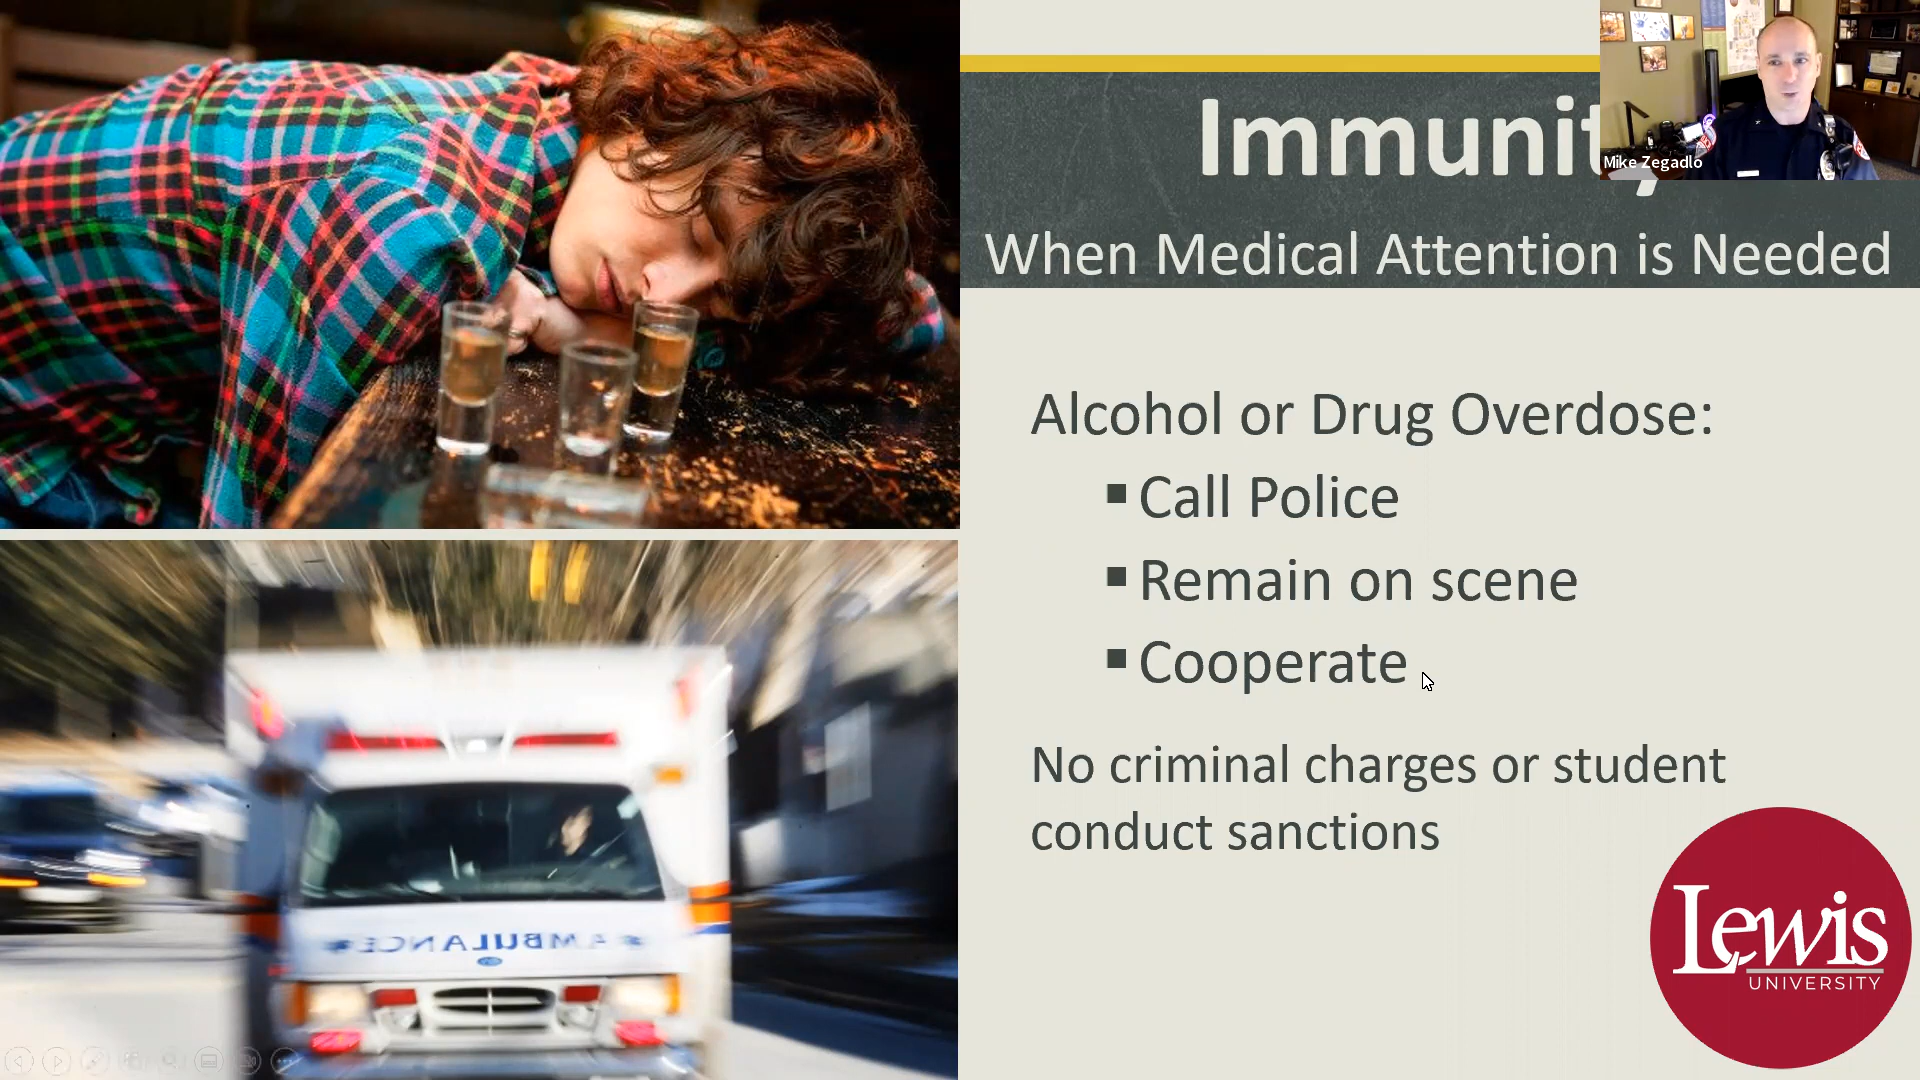 Immunity
Mike Zegadlo
When Medical Attention is Needed
Alcohol or Drug Overdose:
▪ Call Police
▪ Remain on scene
▪ Cooperate
No criminal charges or student
conduct sanctions
AMBULANCE
Lewis
UNIVERSITY